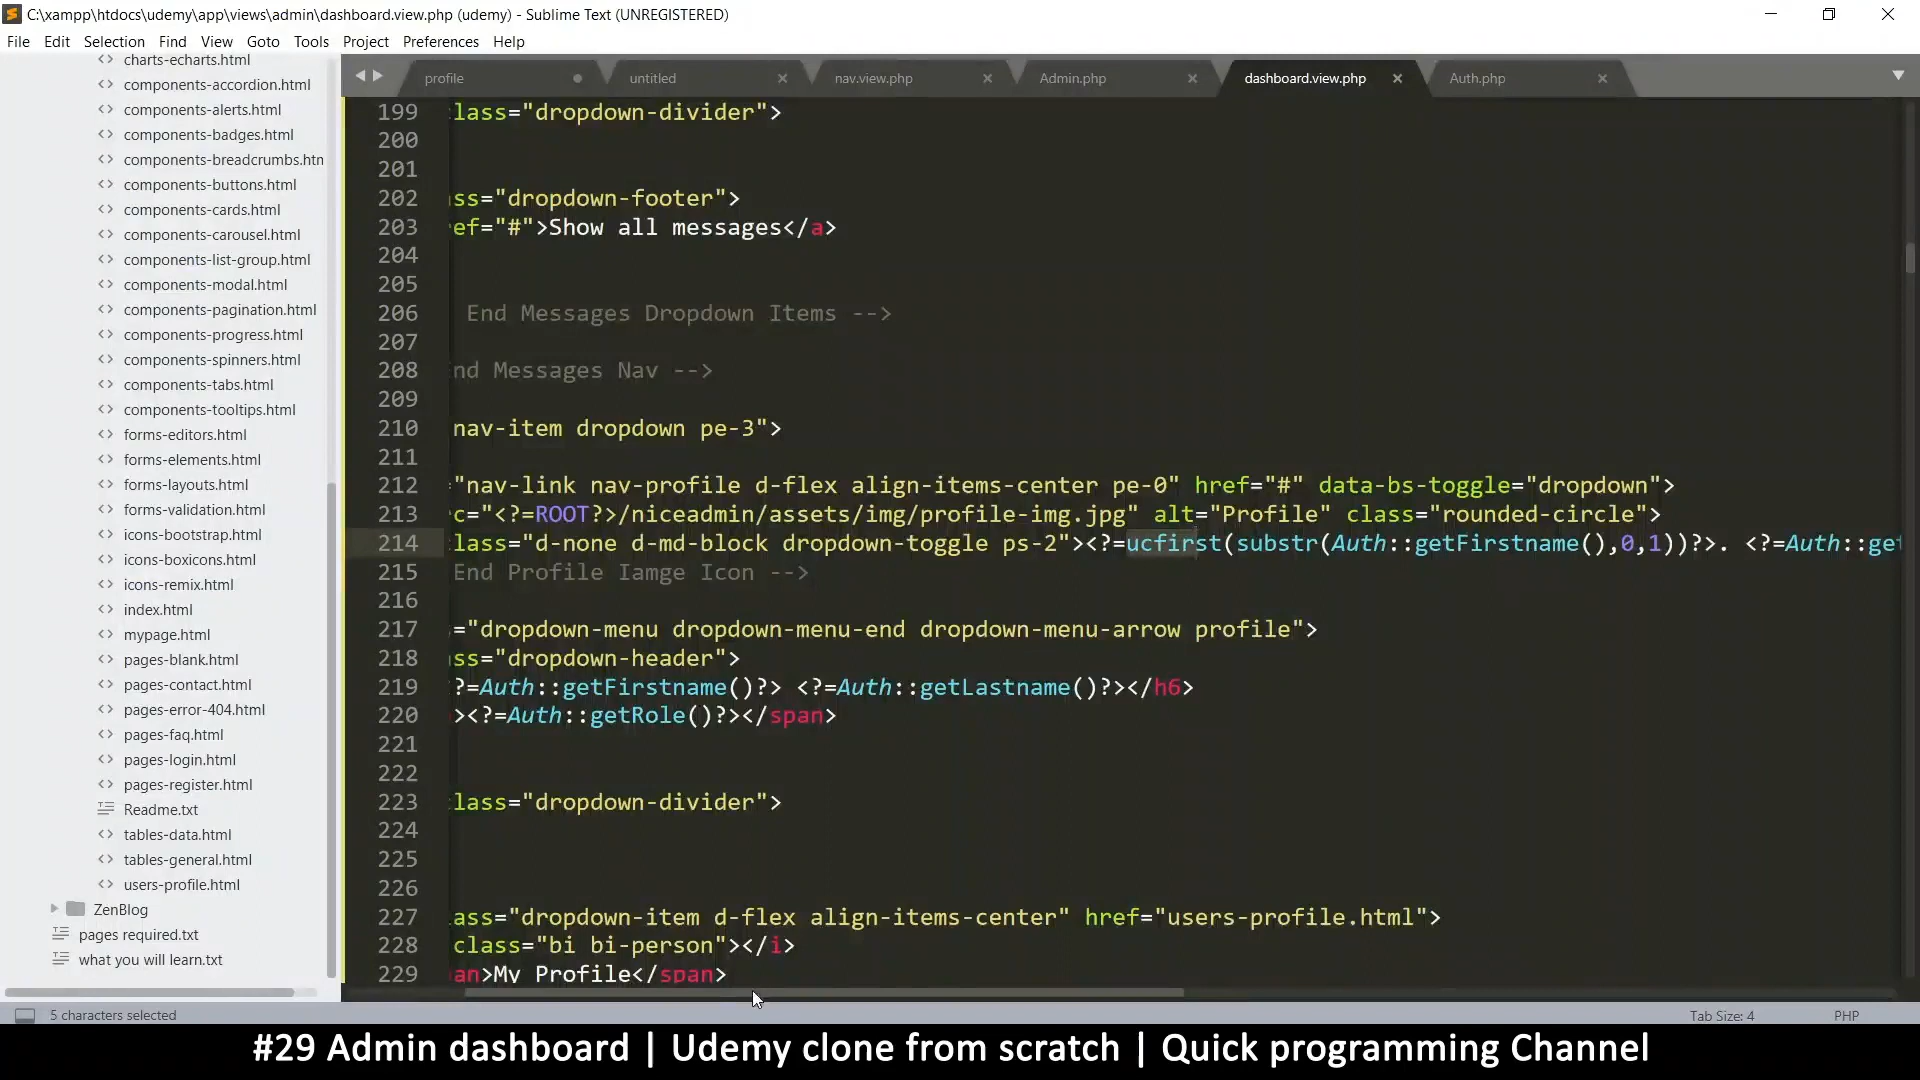 C:\xampp\htdocs\udemy\app\views\admin\dashboard.view.php (udemy) - Sublime Text (UNREGISTERED)
File Edit Selection Find View Goto Tools Project Preferences Help
charts-echarts.html
components-accordion.html
components-alerts.html
components-badges.html
components-breadcrumbs.htn
components-buttons.html
components-cards.html
components-carousel.html
components-list-group.html
components-modal.html
components-pagination.html
components-progress.html
components-spinners.html
components-tabs.html
components-tooltips.html
forms-editors.html
forms-elements.html
forms-layouts.html
forms-validation.html
icons-bootstrap.html
icons-boxicons.html
icons-remix.html
index.html
mypage.html
pages-blank.html
pages-contact.html
pages-error-404.html
pages-faq.html
pages-login.html
pages-register.html
Readme.txt
tables-data.html
tables-general.html
users-profile.html
ZenBlog
pages required.txt
what you will learn.txt
profile untitled nav.view.php Admin.php dashboard.view.php Auth.php
199 lass="dropdown-divider">
200
201
202 ss="dropdown-footer">
203 ef="#">Show all messages</a>
204
205
206 End Messages Dropdown Items -->
207
208 nd Messages Nav -->
209
210 nav-item dropdown pe-3">
211
212 "nav-link nav-profile d-flex align-items-center pe-0" href="#" data-bs-toggle="dropdown">
213 c="<?=ROOT?>/niceadmin/assets/img/profile-img.jpg" alt="Profile" class="rounded-circle">
214 lass="d-none d-md-block dropdown-toggle ps-2"><?=ucfirst(substr(Auth::getFirstname(),0,1))?>. <?=Auth::get
215 End Profile Iamge Icon -->
216
217 ="dropdown-menu dropdown-menu-end dropdown-menu-arrow profile">
218 ss="dropdown-header">
219 ?=Auth::getFirstname()?> <?=Auth::getLastname()?></h6>
220 ><?=Auth::getRole()?></span>
221
222
223 lass="dropdown-divider">
224
225
226
227 ass="dropdown-item d-flex align-items-center" href="users-profile.html">
228 class="bi bi-person"></i>
229 an>My Profile</span>
5 characters selected Tab Size: 4 PHP
#29 Admin dashboard | Udemy clone from scratch | Quick programming Channel